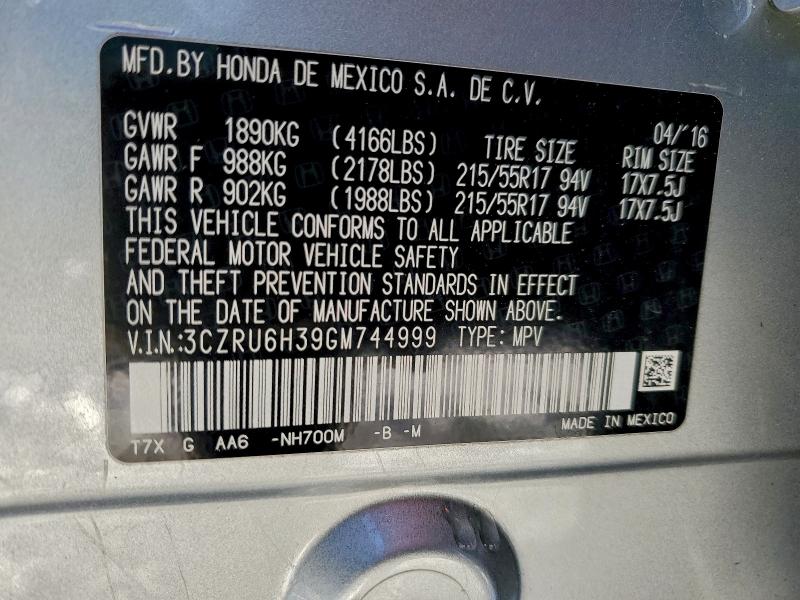 MFD.BY HONDA DE MEXICO S.A. DE C.V.
04/'16
GVWR 1890KG (4166LBS) TIRE SIZE RIM SIZE
GAWR F 988KG (2178LBS) 215/55R17 94V 17X7.5J
GAWR R 902KG (1988LBS) 215/55R17 94V 17X7.5J
THIS VEHICLE CONFORMS TO ALL APPLICABLE
FEDERAL MOTOR VEHICLE SAFETY
AND THEFT PREVENTION STANDARDS IN EFFECT
ON THE DATE OF MANUFACTURE SHOWN ABOVE.
V.I.N.:3CZRU6H39GM744999 TYPE: MPV
T7X G AA6 -NH700M -B -M MADE IN MEXICO